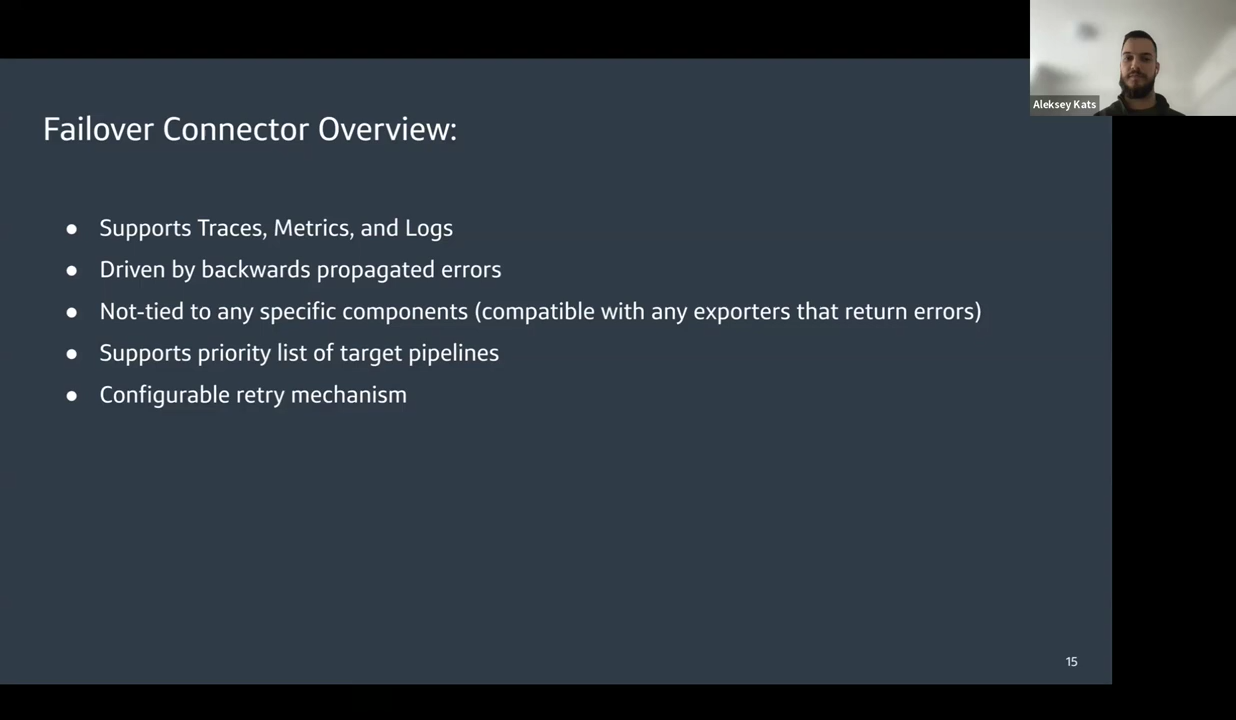 Aleksey Kats
Failover Connector Overview:
● Supports Traces, Metrics, and Logs
● Driven by backwards propagated errors
● Not-tied to any specific components (compatible with any exporters that return errors)
● Supports priority list of target pipelines
● Configurable retry mechanism
15